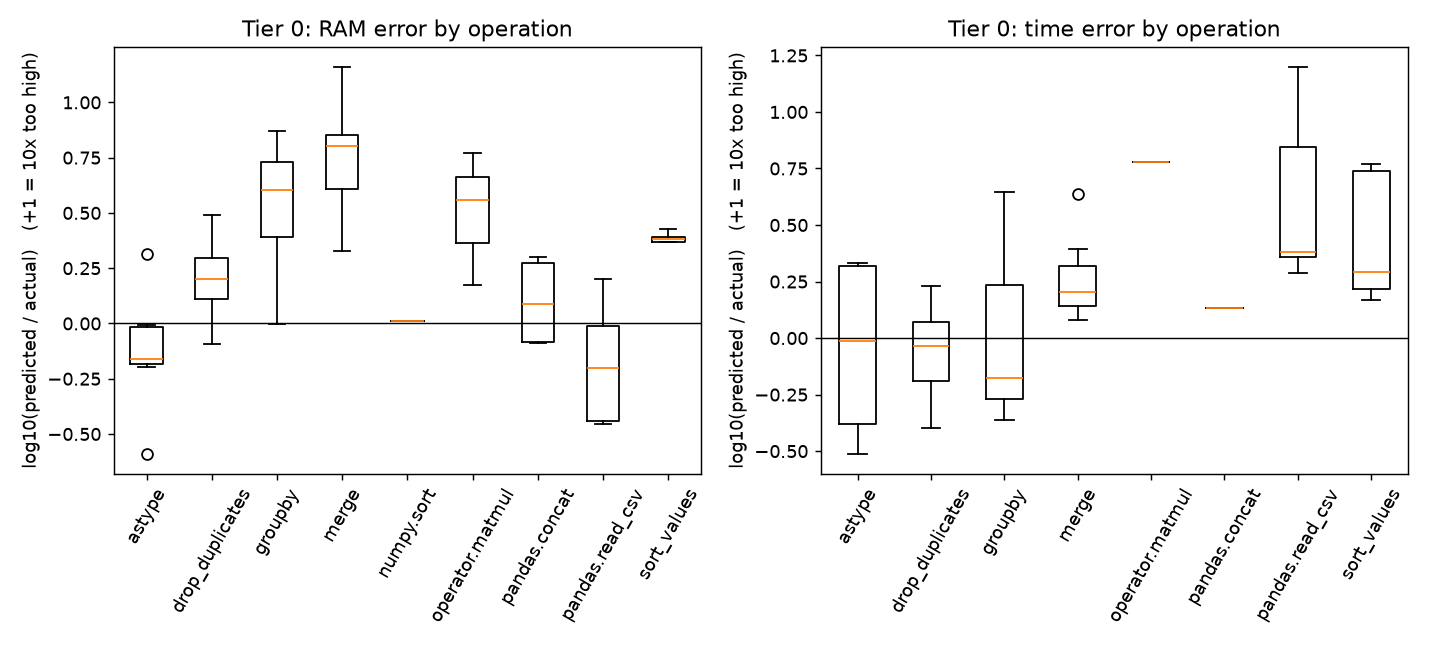 Tier 0: RAM error by operation
log10(predicted / actual)   (+1 = 10x too high)
1.00
0.75
0.50
0.25
0.00
−0.25
−0.50
astype
drop_duplicates
groupby
merge
numpy.sort
operator.matmul
pandas.concat
pandas.read_csv
sort_values
Tier 0: time error by operation
log10(predicted / actual)   (+1 = 10x too high)
1.25
1.00
0.75
0.50
0.25
0.00
−0.25
−0.50
astype
drop_duplicates
groupby
merge
operator.matmul
pandas.concat
pandas.read_csv
sort_values